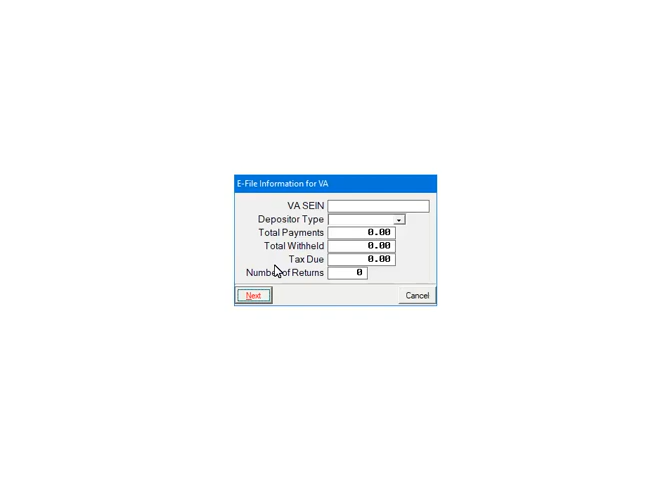 E-File Information for VA
VA SEIN
Depositor Type
Total Payments 0.00
Total Withheld 0.00
Tax Due 0.00
Number of Returns 0
Next Cancel